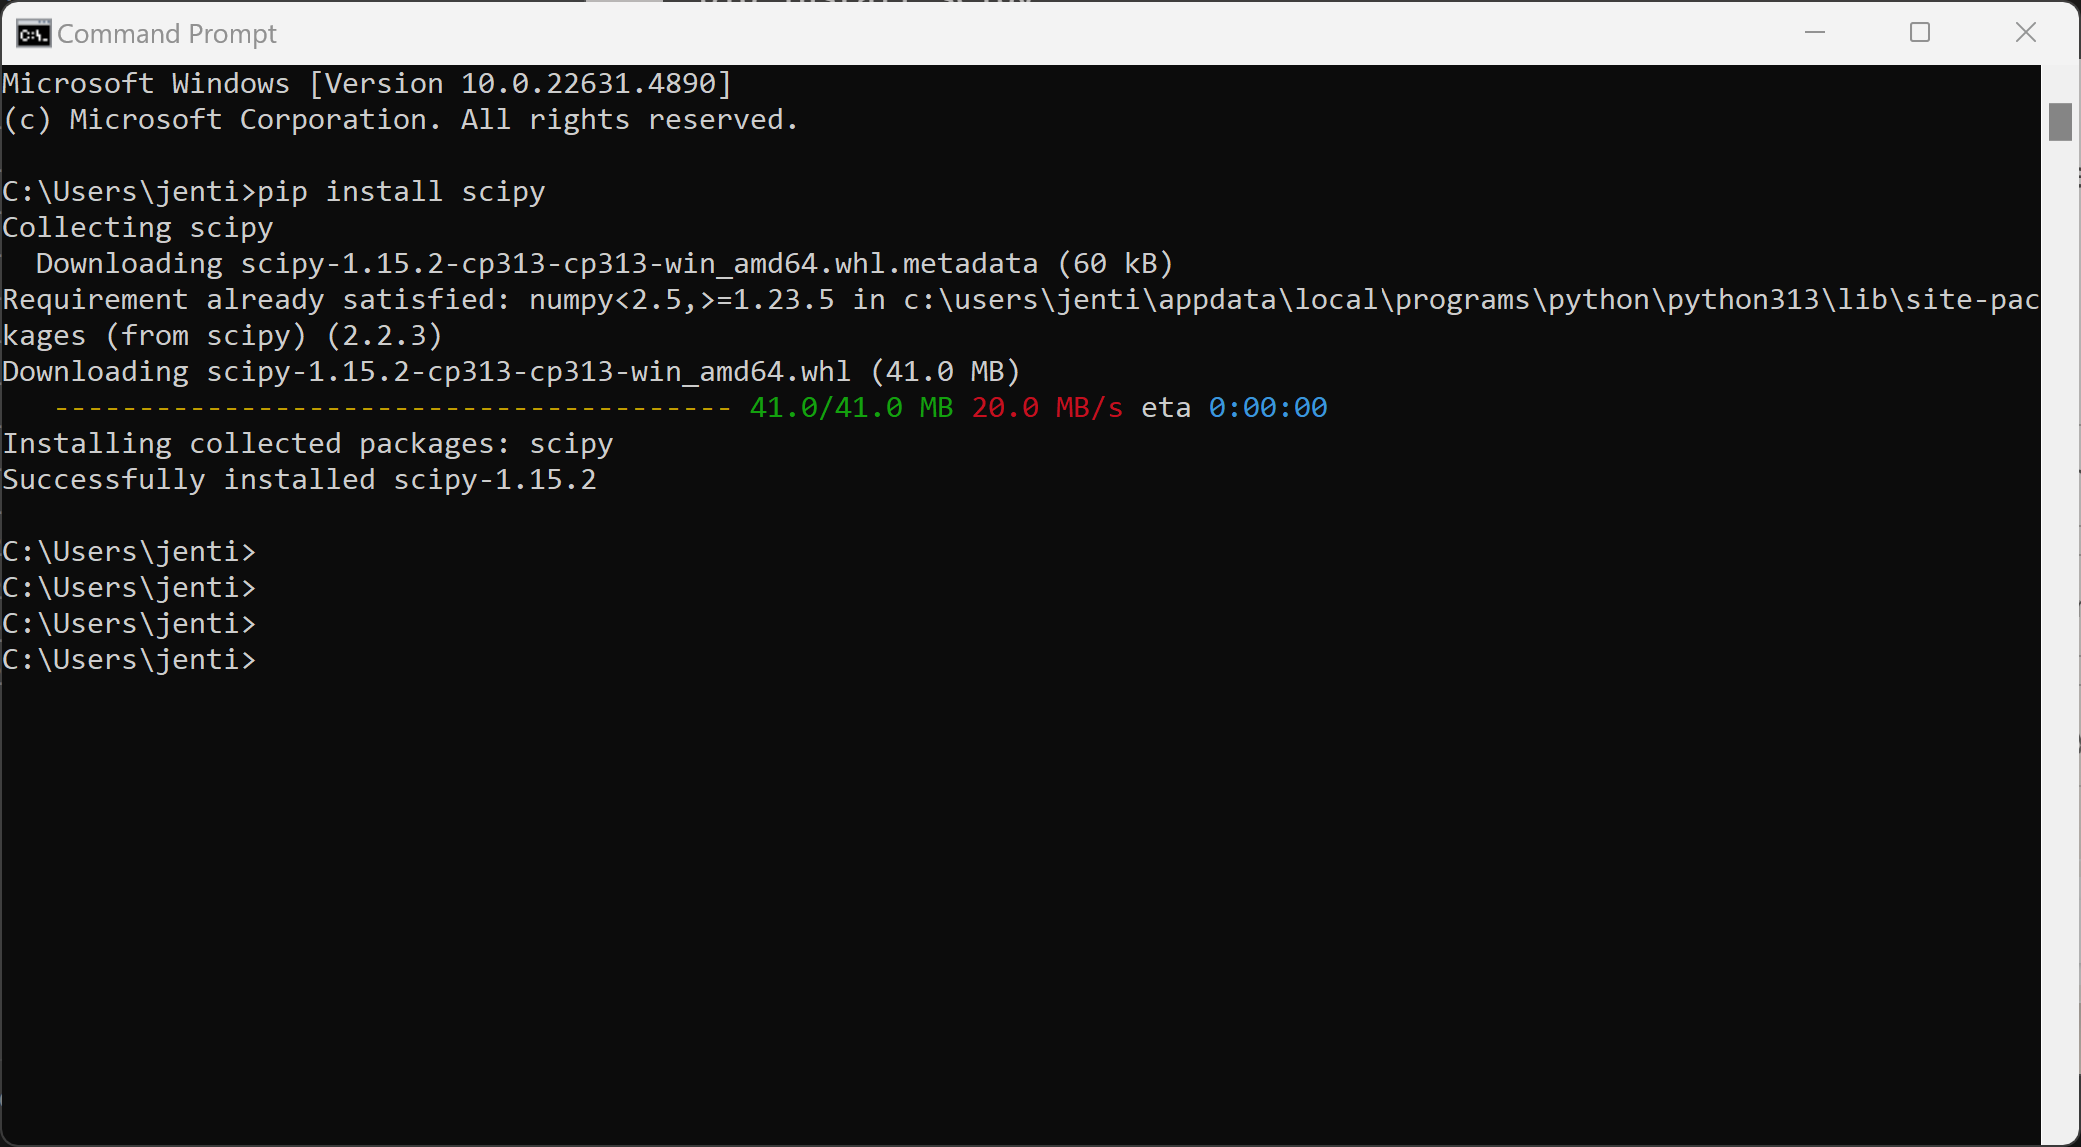 Command Prompt
Microsoft Windows [Version 10.0.22631.4890]
(c) Microsoft Corporation. All rights reserved.
C:\Users\jenti>pip install scipy
Collecting scipy
  Downloading scipy-1.15.2-cp313-cp313-win_amd64.whl.metadata (60 kB)
Requirement already satisfied: numpy<2.5,>=1.23.5 in c:\users\jenti\appdata\local\programs\python\python313\lib\site-pac
kages (from scipy) (2.2.3)
Downloading scipy-1.15.2-cp313-cp313-win_amd64.whl (41.0 MB)
   ---------------------------------------- 41.0/41.0 MB 20.0 MB/s eta 0:00:00
Installing collected packages: scipy
Successfully installed scipy-1.15.2
C:\Users\jenti>
C:\Users\jenti>
C:\Users\jenti>
C:\Users\jenti>